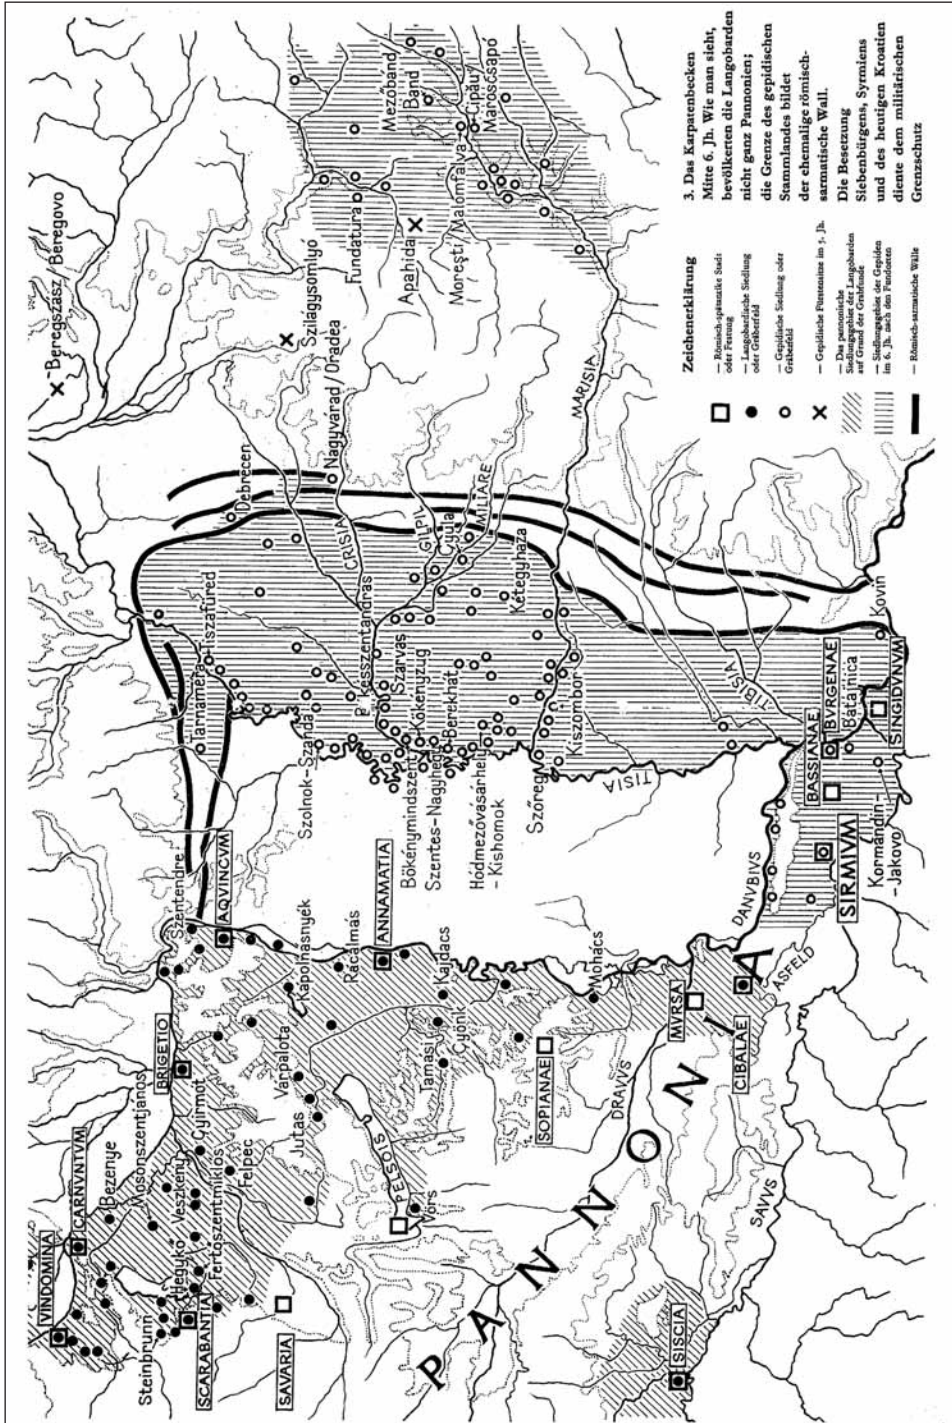 3. Das Karpatenbecken
Mitte 6. Jh. Wie man sieht,
bevölkerten die Langobarden
nicht ganz Pannonien;
die Grenze des gepidischen
Stammlandes bildet
der ehemalige römisch-
sarmatische Wall.
Die Besetzung
Siebenbürgens, Syrmiens
und des heutigen Kroatien
diente dem militärischen
Grenzschutz
Zeichenerklärung
— Römisch-spätantike Stadt
oder Festung
— Langobardische Siedlung
oder Gräberfeld
— Gepidische Siedlung oder
Gräberfeld
— Gepidische Fürstensitze im 5. Jh.
— Das pannonische
Siedlungsgebiet der Langobarden
auf Grund der Grabfunde
— Siedlungsgebiet der Gepiden
im 6. Jh. nach den Fundorten
— Römisch-sarmatische Wälle
VINDOMINA
CARNVNTVM
Bezenye
Mosonszentjános
Steinbrunn
Hegykő
Veszkény
Gyirmót
Fertőszentmiklós
SCARABANTIA
Felpéc
SAVARIA
BRIGETIO
Szentendre
AQVINCVM
Várpalota
Jutas
Kápolnásnyék
Rácalmás
ANNAMATIA
PELSOIS
Vörs
Tamási
Gyönk
Kajdacs
SOPIANAE
Mohács
DRAVVS
MVRSA
CIBALAE
ASFELD
SAVVS
SISCIA
PANNONIA
DANVBIVS
SIRMIVM
BASSIANAE
BVRGENAE
Batajnica
SINGIDVNVM
Kormandin-
-Jakovo
Kovin
TIBISIA
TISIA
Tarnaméra
Tiszafüred
Debrecen
Szolnok-Szanda
Kesszentandrás
Szarvas
Kökényzug
Bökénymindszent
Szentes-Nagyhegy
Berekhát
Hódmezővásárhely
-Kishomok
Szőreg
Kiszombor
Kétegyháza
Gyula
MILIARE
GILPIL
CRISIA
MARISIA
Nagyvárad/Oradea
Szilágysomlyó
Beregszász/Beregovo
Fundatura
Apahida
Moreşti/Malomfalva
Mezőbánd
Band
Cipău
Maroscsapó